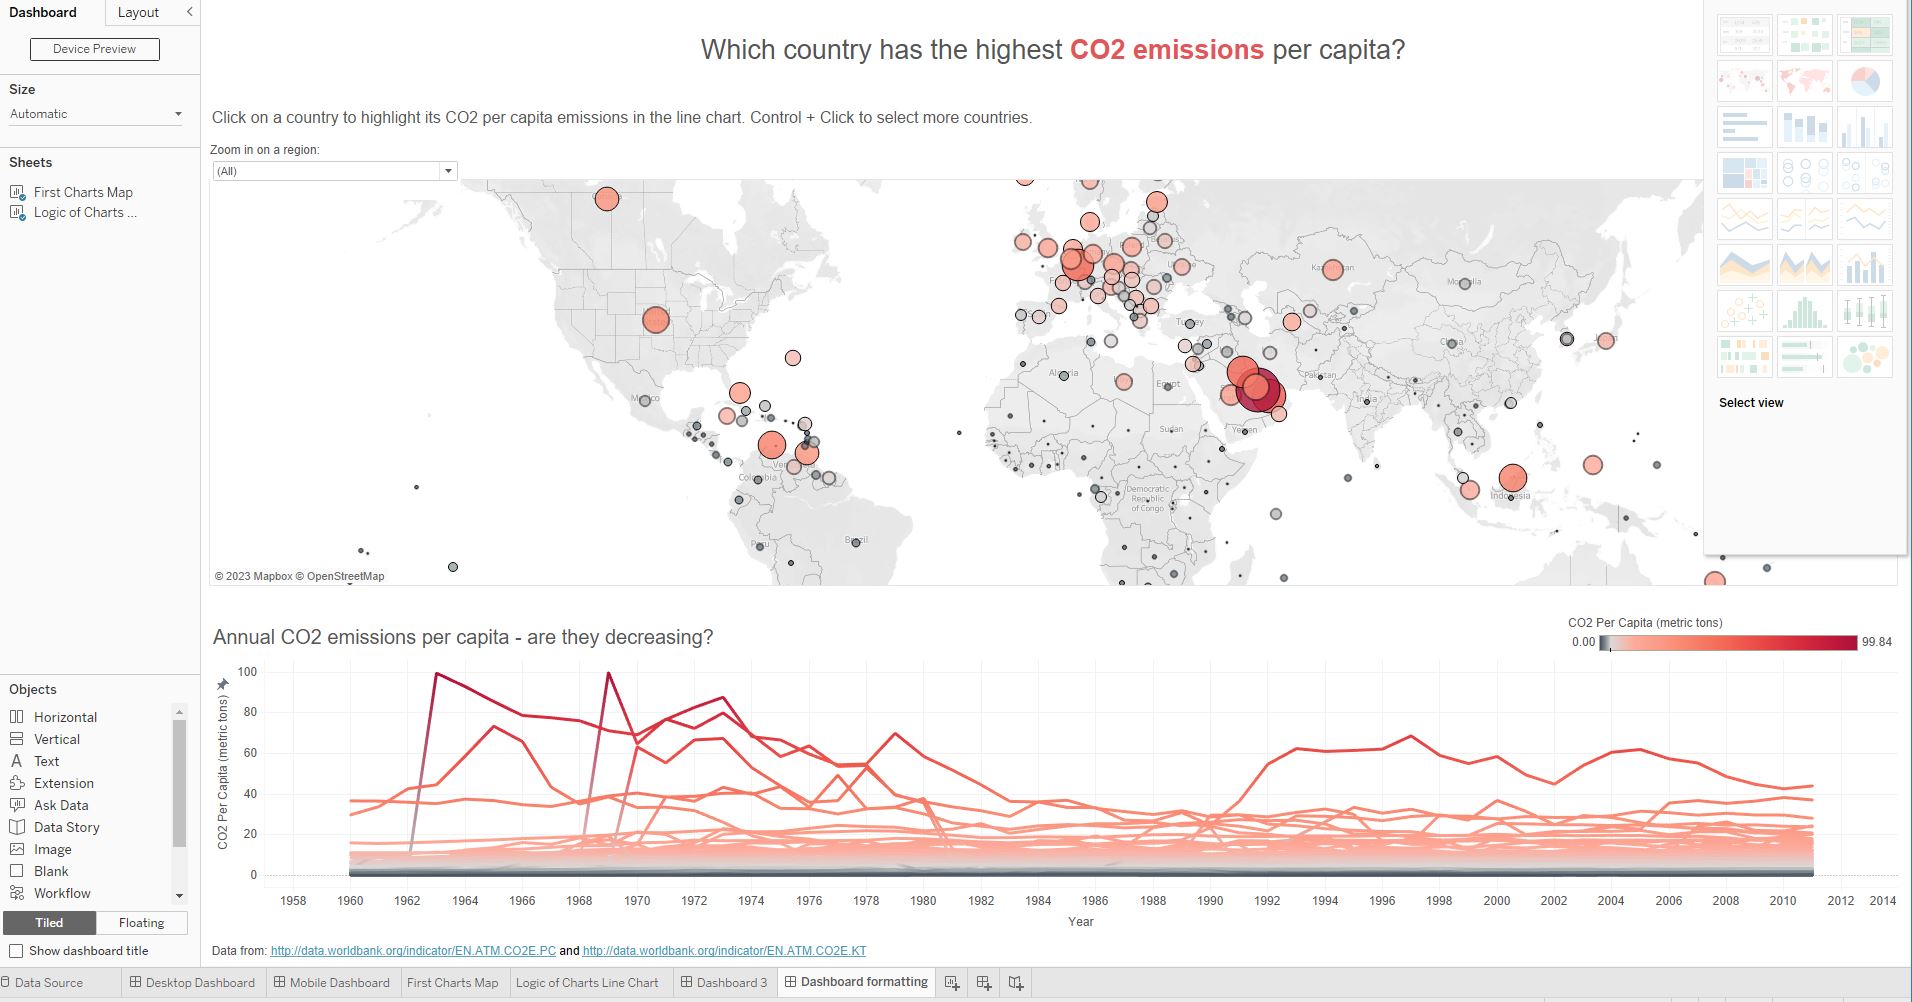 Dashboard
Layout
Device Preview
Size
Automatic
Sheets
First Charts Map
Logic of Charts ...
Objects
Horizontal
Vertical
Text
Extension
Ask Data
Data Story
Image
Blank
Workflow
Tiled
Floating
Show dashboard title
Which country has the highest CO2 emissions per capita?
Click on a country to highlight its CO2 per capita emissions in the line chart. Control + Click to select more countries.
Zoom in on a region:
(All)
Kazakhstan
Mongolia
Turkey
China
Algeria
Egypt
Pakistan
India
Mexico
Sudan
Yemen
Colombia
Democratic
Republic
of Congo
Indonesia
Peru
Brazil
© 2023 Mapbox © OpenStreetMap
Select view
Annual CO2 emissions per capita - are they decreasing?
CO2 Per Capita (metric tons)
0.00
99.84
CO2 Per Capita (metric tons)
100
80
60
40
20
0
1958 1960 1962 1964 1966 1968 1970 1972 1974 1976 1978 1980 1982 1984 1986 1988 1990 1992 1994 1996 1998 2000 2002 2004 2006 2008 2010 2012 2014
Year
Data from: http://data.worldbank.org/indicator/EN.ATM.CO2E.PC and http://data.worldbank.org/indicator/EN.ATM.CO2E.KT
Data Source
Desktop Dashboard
Mobile Dashboard
First Charts Map
Logic of Charts Line Chart
Dashboard 3
Dashboard formatting